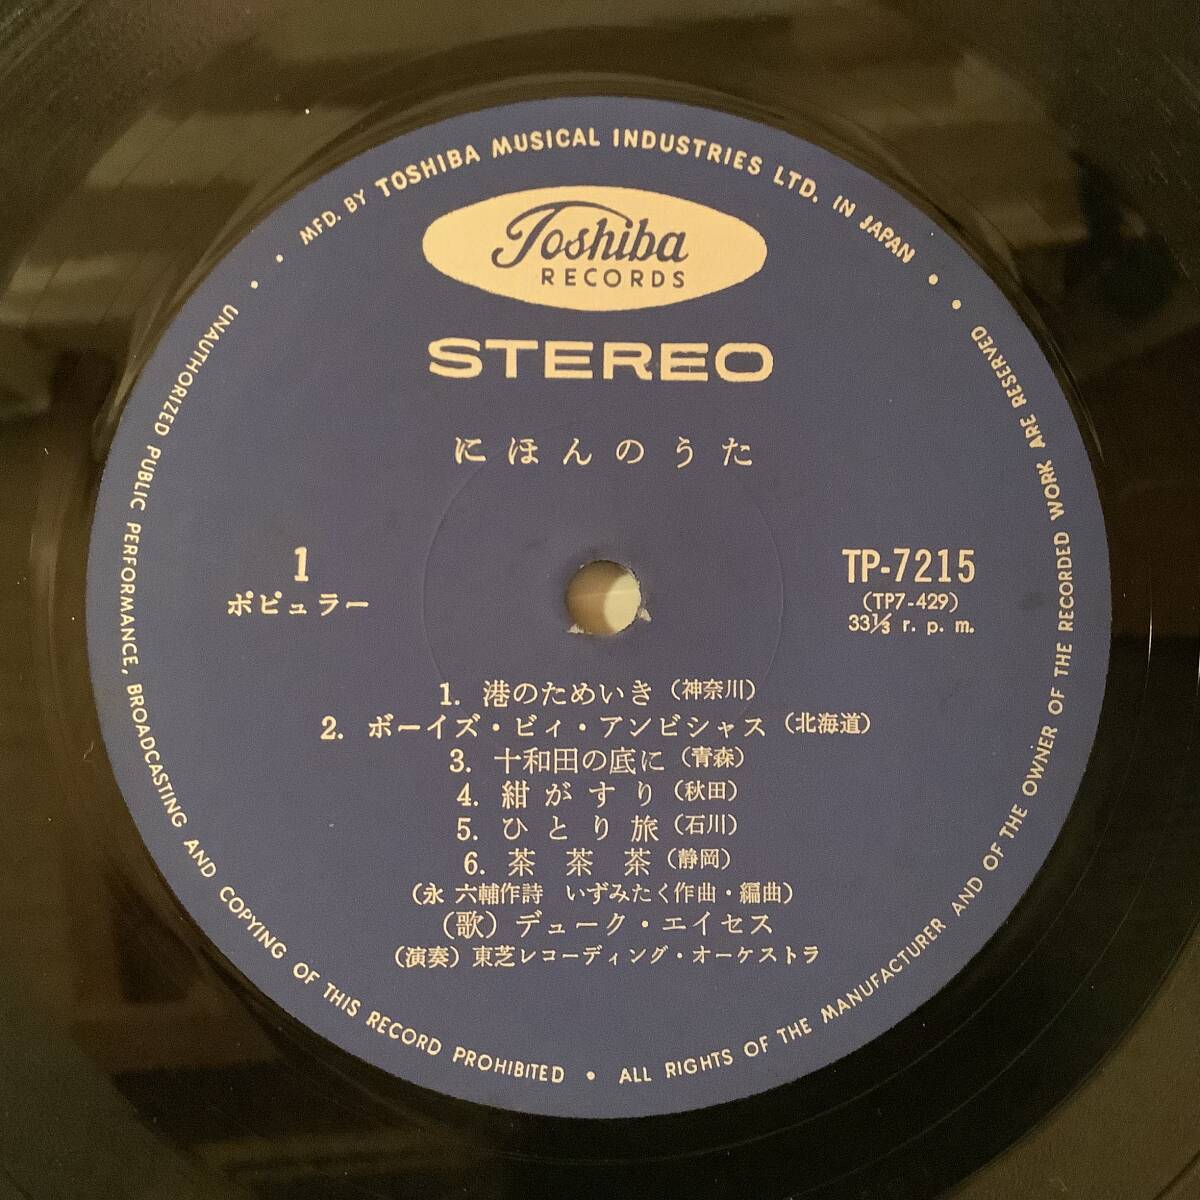 MFD. BY TOSHIBA MUSICAL INDUSTRIES LTD. IN JAPAN •
Toshiba
RECORDS
STEREO
にほんのうた
1
ポピュラー
TP-7215
(TP7-429)
33⅓ r. p. m.
1. 港のためいき(神奈川)
2. ボーイズ・ビィ・アンビシャス(北海道)
3. 十和田の底に(青森)
4. 紺がすり(秋田)
5. ひとり旅(石川)
6. 茶茶茶(静岡)
(永 六輔作詩 いずみたく作曲・編曲)
(歌)デューク・エイセス
(演奏)東芝レコーディング・オーケストラ
• ALL RIGHTS OF THE MANUFACTURER AND OF THE OWNER OF THE RECORDED WORK ARE RESERVED •
• UNAUTHORIZED PUBLIC PERFORMANCE, BROADCASTING AND COPYING OF THIS RECORD PROHIBITED